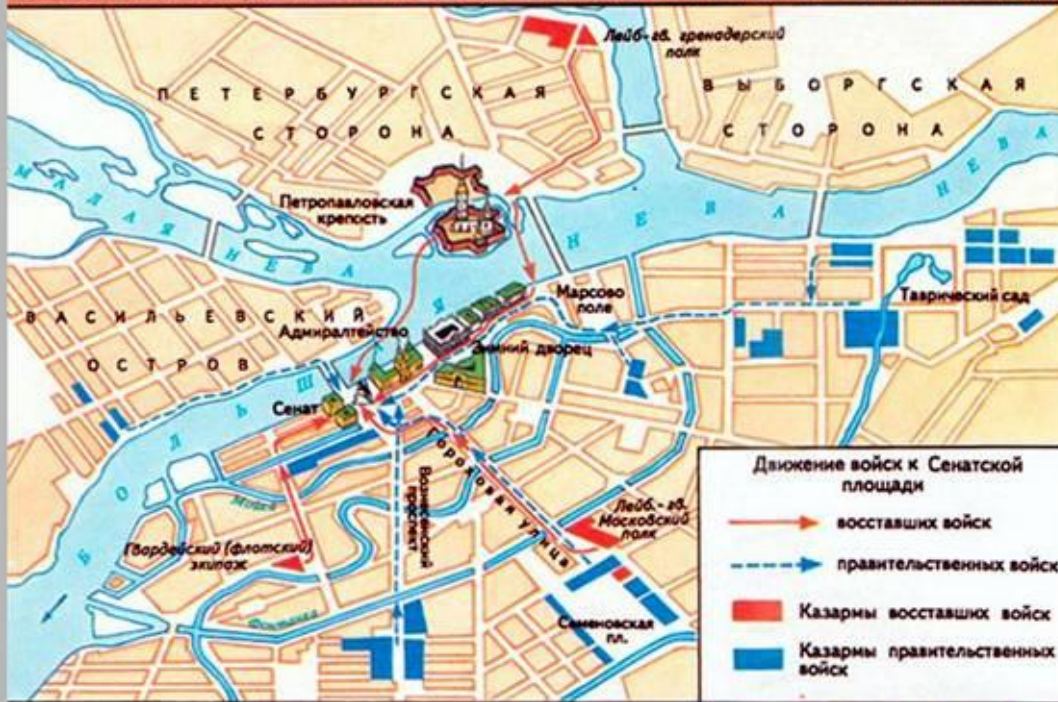 Лейб-гв. гренадерский
полк
ПЕТЕРБУРГСКАЯ
СТОРОНА
ВЫБОРГСКАЯ
СТОРОНА
МАЛАЯ
НЕВА
Петропавловская
крепость
НЕВА
ВАСИЛЬЕВСКИЙ
ОСТРОВ
Адмиралтейство
Марсово
поле
Таврический сад
Зимний дворец
Сенат
БОЛЬШАЯ
Гороховая улица
Вознесенский
проспект
Мойка
Лейб.-гв.
Московский
полк
Гвардейский (флотский)
экипаж
Фонтанка
Семеновская
пл.
Движение войск к Сенатской
площади
восставших войск
правительственных войск
Казармы восставших войск
Казармы правительственных
войск